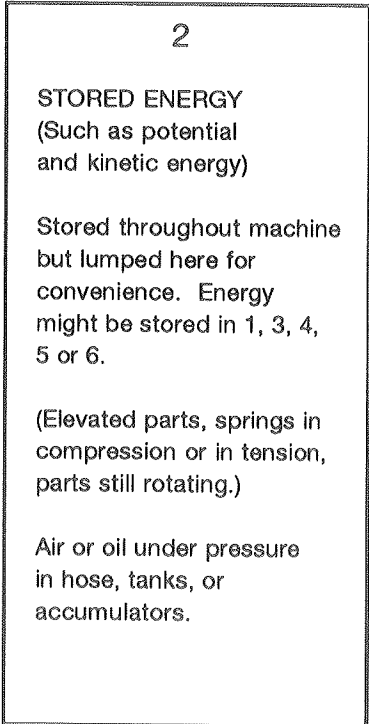 2
STORED ENERGY
(Such as potential
and kinetic energy)
Stored throughout machine
but lumped here for
convenience. Energy
might be stored in 1, 3, 4,
5 or 6.
(Elevated parts, springs in
compression or in tension,
parts still rotating.)
Air or oil under pressure
in hose, tanks, or
accumulators.